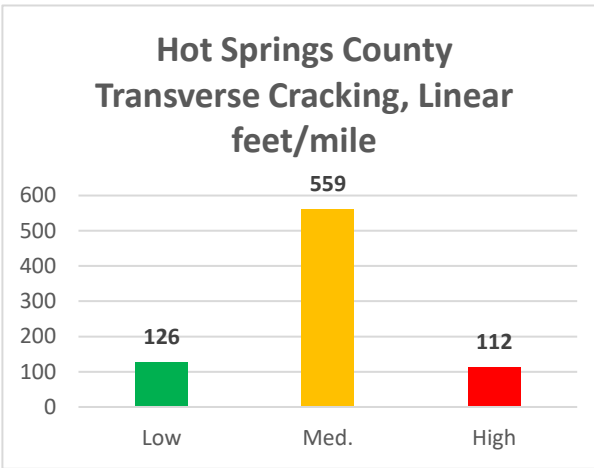 Hot Springs County
Transverse Cracking, Linear
feet/mile
600
500
400
300
200
100
0
126
559
112
Low
Med.
High